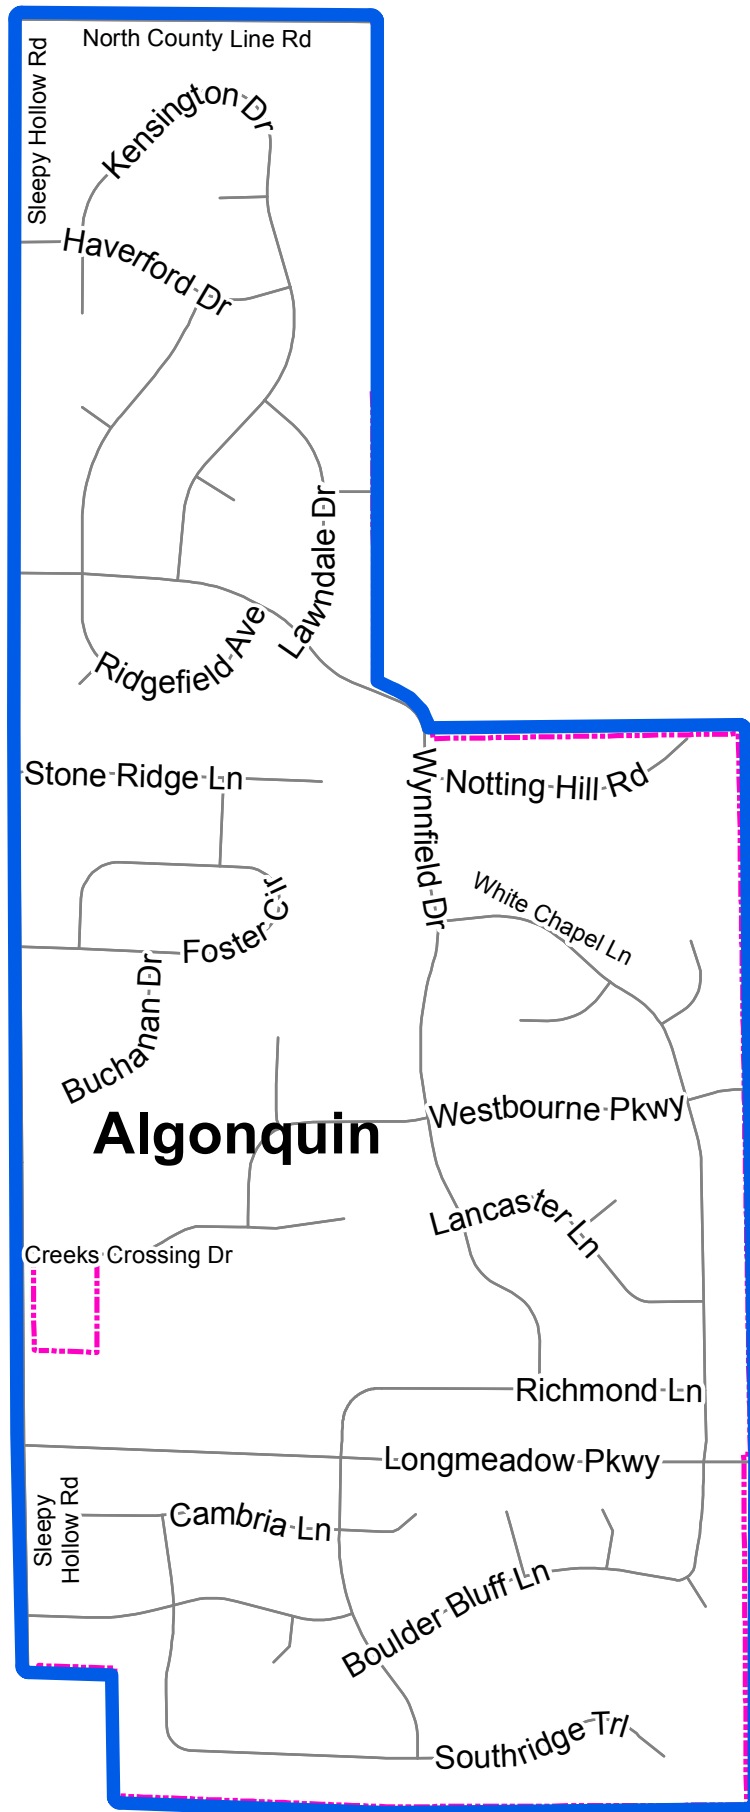 North County Line Rd
Sleepy Hollow Rd
Kensington Dr
Haverford Dr
Lawndale Dr
Ridgefield Ave
Stone Ridge Ln
Wynnfield Dr
Notting Hill Rd
White Chapel Ln
Foster Cir
Buchanan Dr
Algonquin
Westbourne Pkwy
Lancaster Ln
Creeks Crossing Dr
Richmond Ln
Longmeadow Pkwy
Sleepy
Hollow Rd
Cambria Ln
Boulder Bluff Ln
Southridge Trl